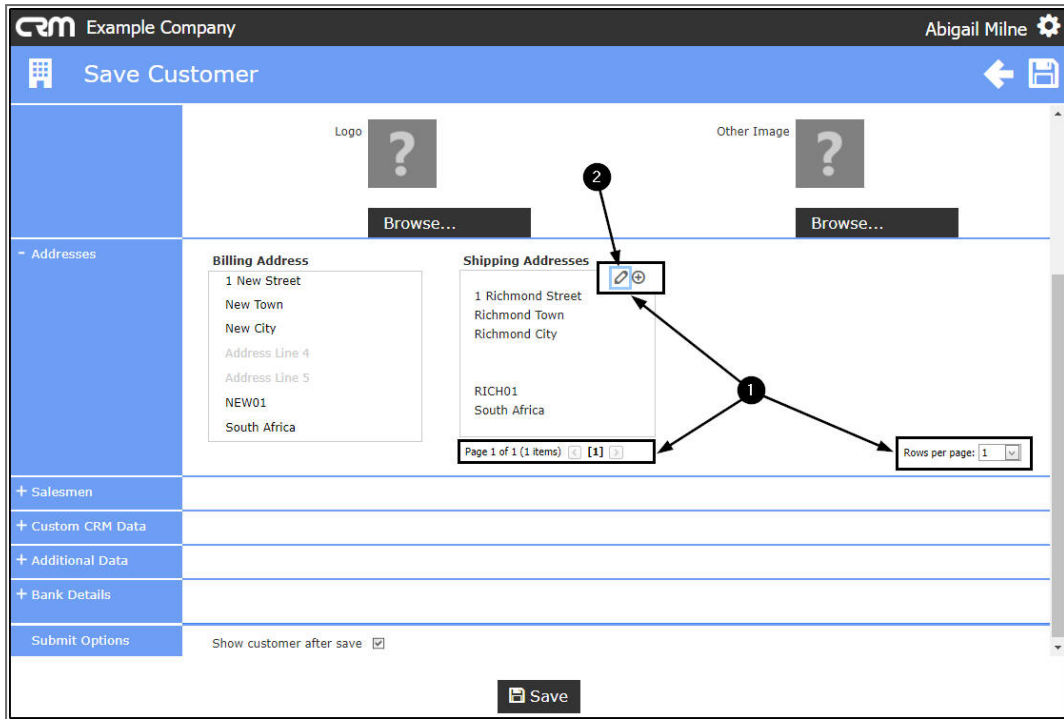 CRM Example Company
Abigail Milne
Save Customer
Logo
?
Browse...
Other Image
?
Browse...
2
- Addresses
Billing Address
1 New Street
New Town
New City
Address Line 4
Address Line 5
NEW01
South Africa
Shipping Addresses
1 Richmond Street
Richmond Town
Richmond City
RICH01
South Africa
1
Page 1 of 1 (1 items) < [1] >
Rows per page: 1
+ Salesmen
+ Custom CRM Data
+ Additional Data
+ Bank Details
Submit Options
Show customer after save
Save